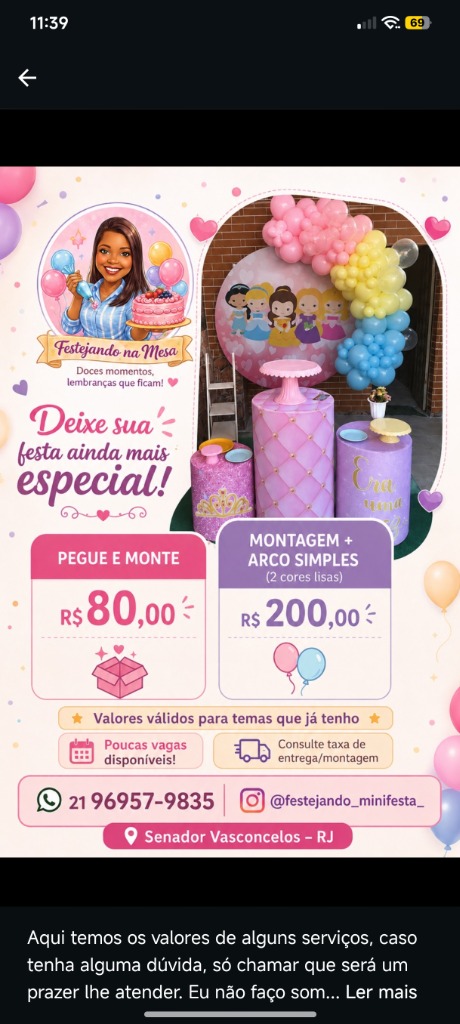 11:39
69
Festejando na Mesa
Doces momentos,
lembranças que ficam!
Deixe sua
festa ainda mais
especial!
Era
uma
PEGUE E MONTE
R$ 80,00
MONTAGEM +
ARCO SIMPLES
(2 cores lisas)
R$ 200,00
Valores válidos para temas que já tenho
Poucas vagas
disponíveis!
Consulte taxa de
entrega/montagem
21 96957-9835
@festejando_minifesta_
Senador Vasconcelos – RJ
Aqui temos os valores de alguns serviços, caso
tenha alguma dúvida, só chamar que será um
prazer lhe atender. Eu não faço som... Ler mais